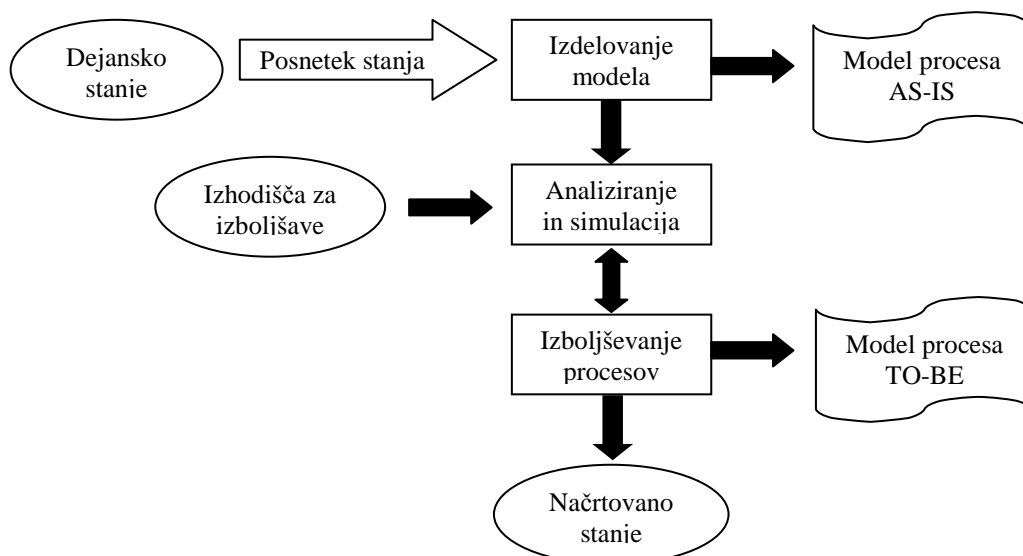 Dejansko
stanje
Posnetek stanja
Izdelovanje
modela
Model procesa
AS-IS
Izhodišča za
izboljšave
Analiziranje
in simulacija
Izboljševanje
procesov
Model procesa
TO-BE
Načrtovano
stanje